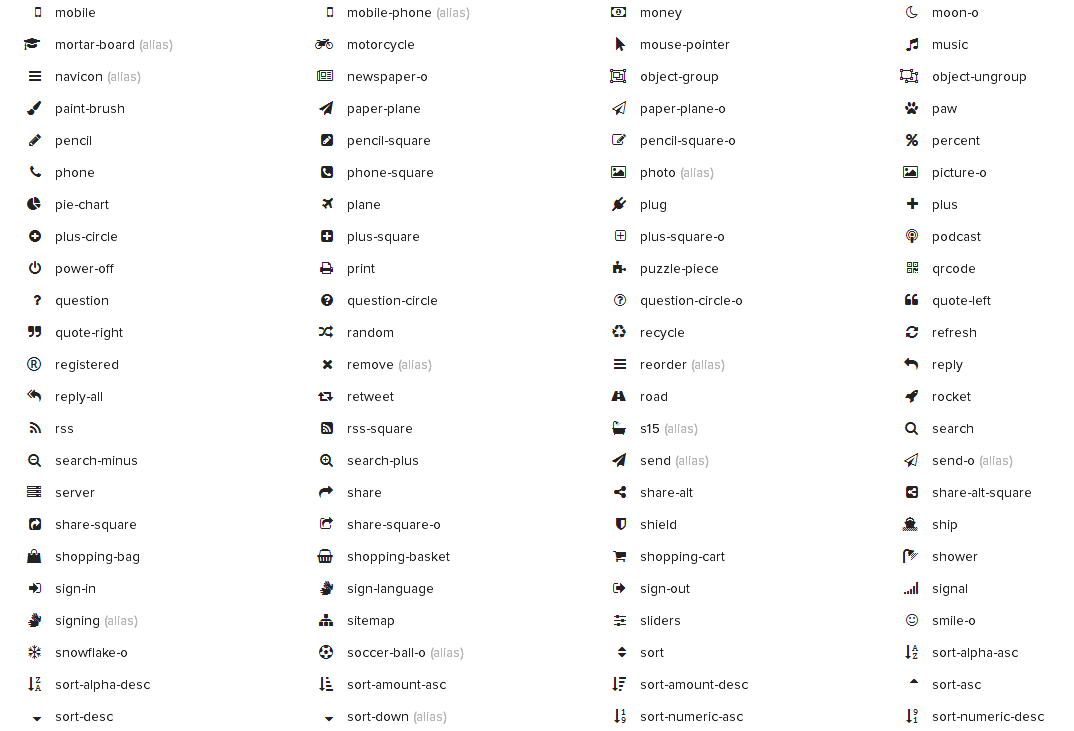 mobile mobile-phone (alias) money moon-o
mortar-board (alias) motorcycle mouse-pointer music
navicon (alias) newspaper-o object-group object-ungroup
paint-brush paper-plane paper-plane-o paw
pencil pencil-square pencil-square-o percent
phone phone-square photo (alias) picture-o
pie-chart plane plug plus
plus-circle plus-square plus-square-o podcast
power-off print puzzle-piece qrcode
question question-circle question-circle-o quote-left
quote-right random recycle refresh
registered remove (alias) reorder (alias) reply
reply-all retweet road rocket
rss rss-square s15 (alias) search
search-minus search-plus send (alias) send-o (alias)
server share share-alt share-alt-square
share-square share-square-o shield ship
shopping-bag shopping-basket shopping-cart shower
sign-in sign-language sign-out signal
signing (alias) sitemap sliders smile-o
snowflake-o soccer-ball-o (alias) sort sort-alpha-asc
sort-alpha-desc sort-amount-asc sort-amount-desc sort-asc
sort-desc sort-down (alias) sort-numeric-asc sort-numeric-desc